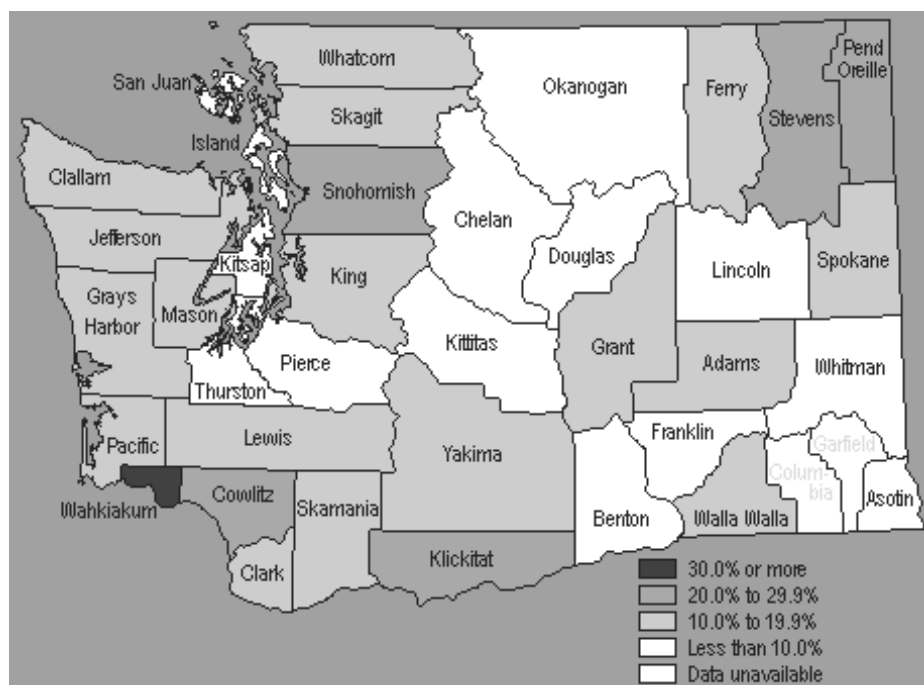 Whatcom
San Juan
Skagit
Island
Okanogan
Ferry
Pend
Oreille
Stevens
Clallam
Snohomish
Jefferson
Chelan
Kitsap
King
Douglas
Lincoln
Spokane
Grays
Harbor
Mason
Kittitas
Grant
Adams
Whitman
Pierce
Thurston
Pacific
Lewis
Yakima
Franklin
Garfield
Colum-
bia
Wahkiakum
Cowlitz
Skamania
Benton
Walla Walla
Asotin
Clark
Klickitat
30.0% or more
20.0% to 29.9%
10.0% to 19.9%
Less than 10.0%
Data unavailable